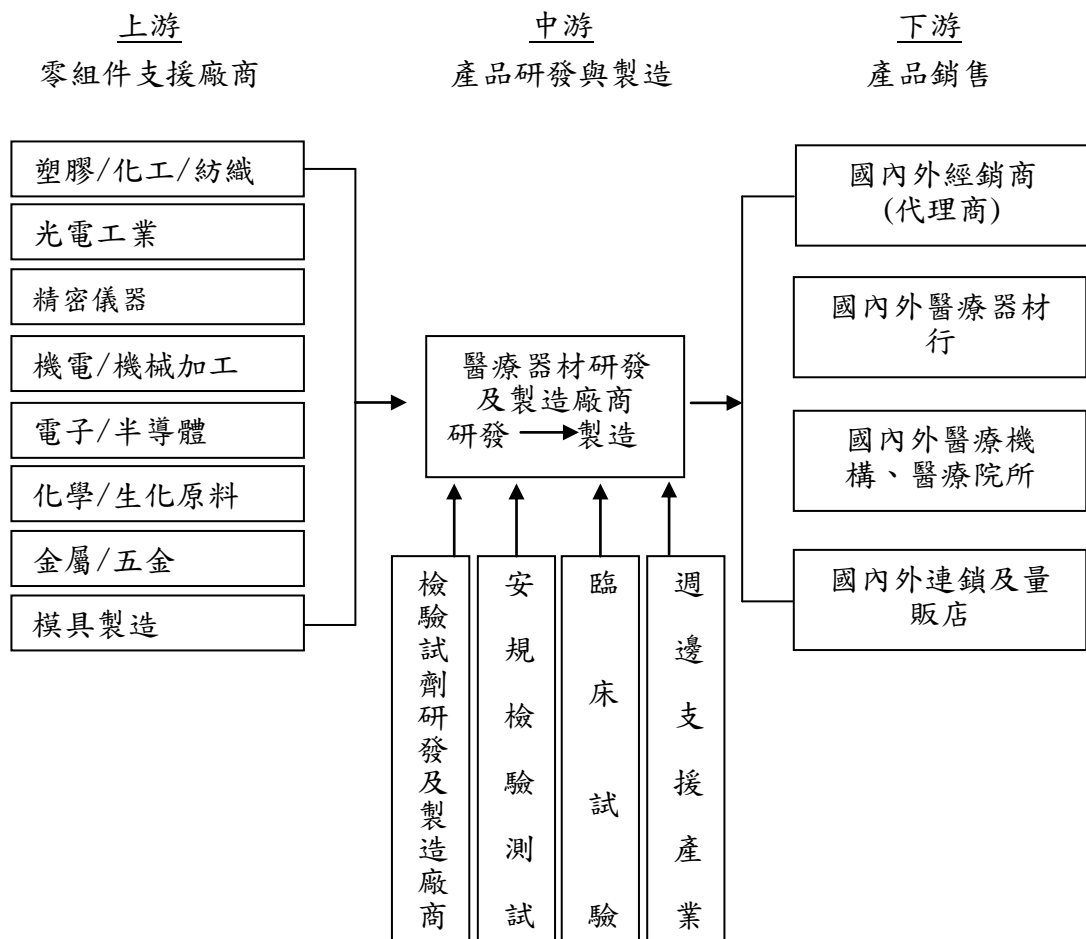 上游
零組件支援廠商
中游
產品研發與製造
下游
產品銷售
塑膠/化工/紡織
光電工業
精密儀器
機電/機械加工
電子/半導體
化學/生化原料
金屬/五金
模具製造
醫療器材研發
及製造廠商
研發 製造
檢驗試劑研發及製造廠商
安規檢驗測試
臨床試驗
週邊支援產業
國內外經銷商
(代理商)
國內外醫療器材
行
國內外醫療機
構、醫療院所
國內外連鎖及量
販店